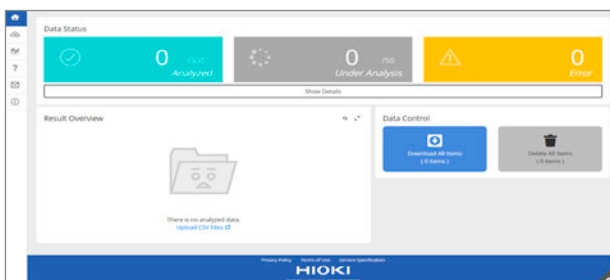 Data Status
0 /300
Analyzed
0 /50
Under Analysis
0
Error
Show Details
Result Overview
There is no analyzed data.
Upload CSV Files
Data Control
Download All Items
( 0 items )
Delete All Items
( 0 items )
Privacy Policy Terms of Use Service Specification
HIOKI